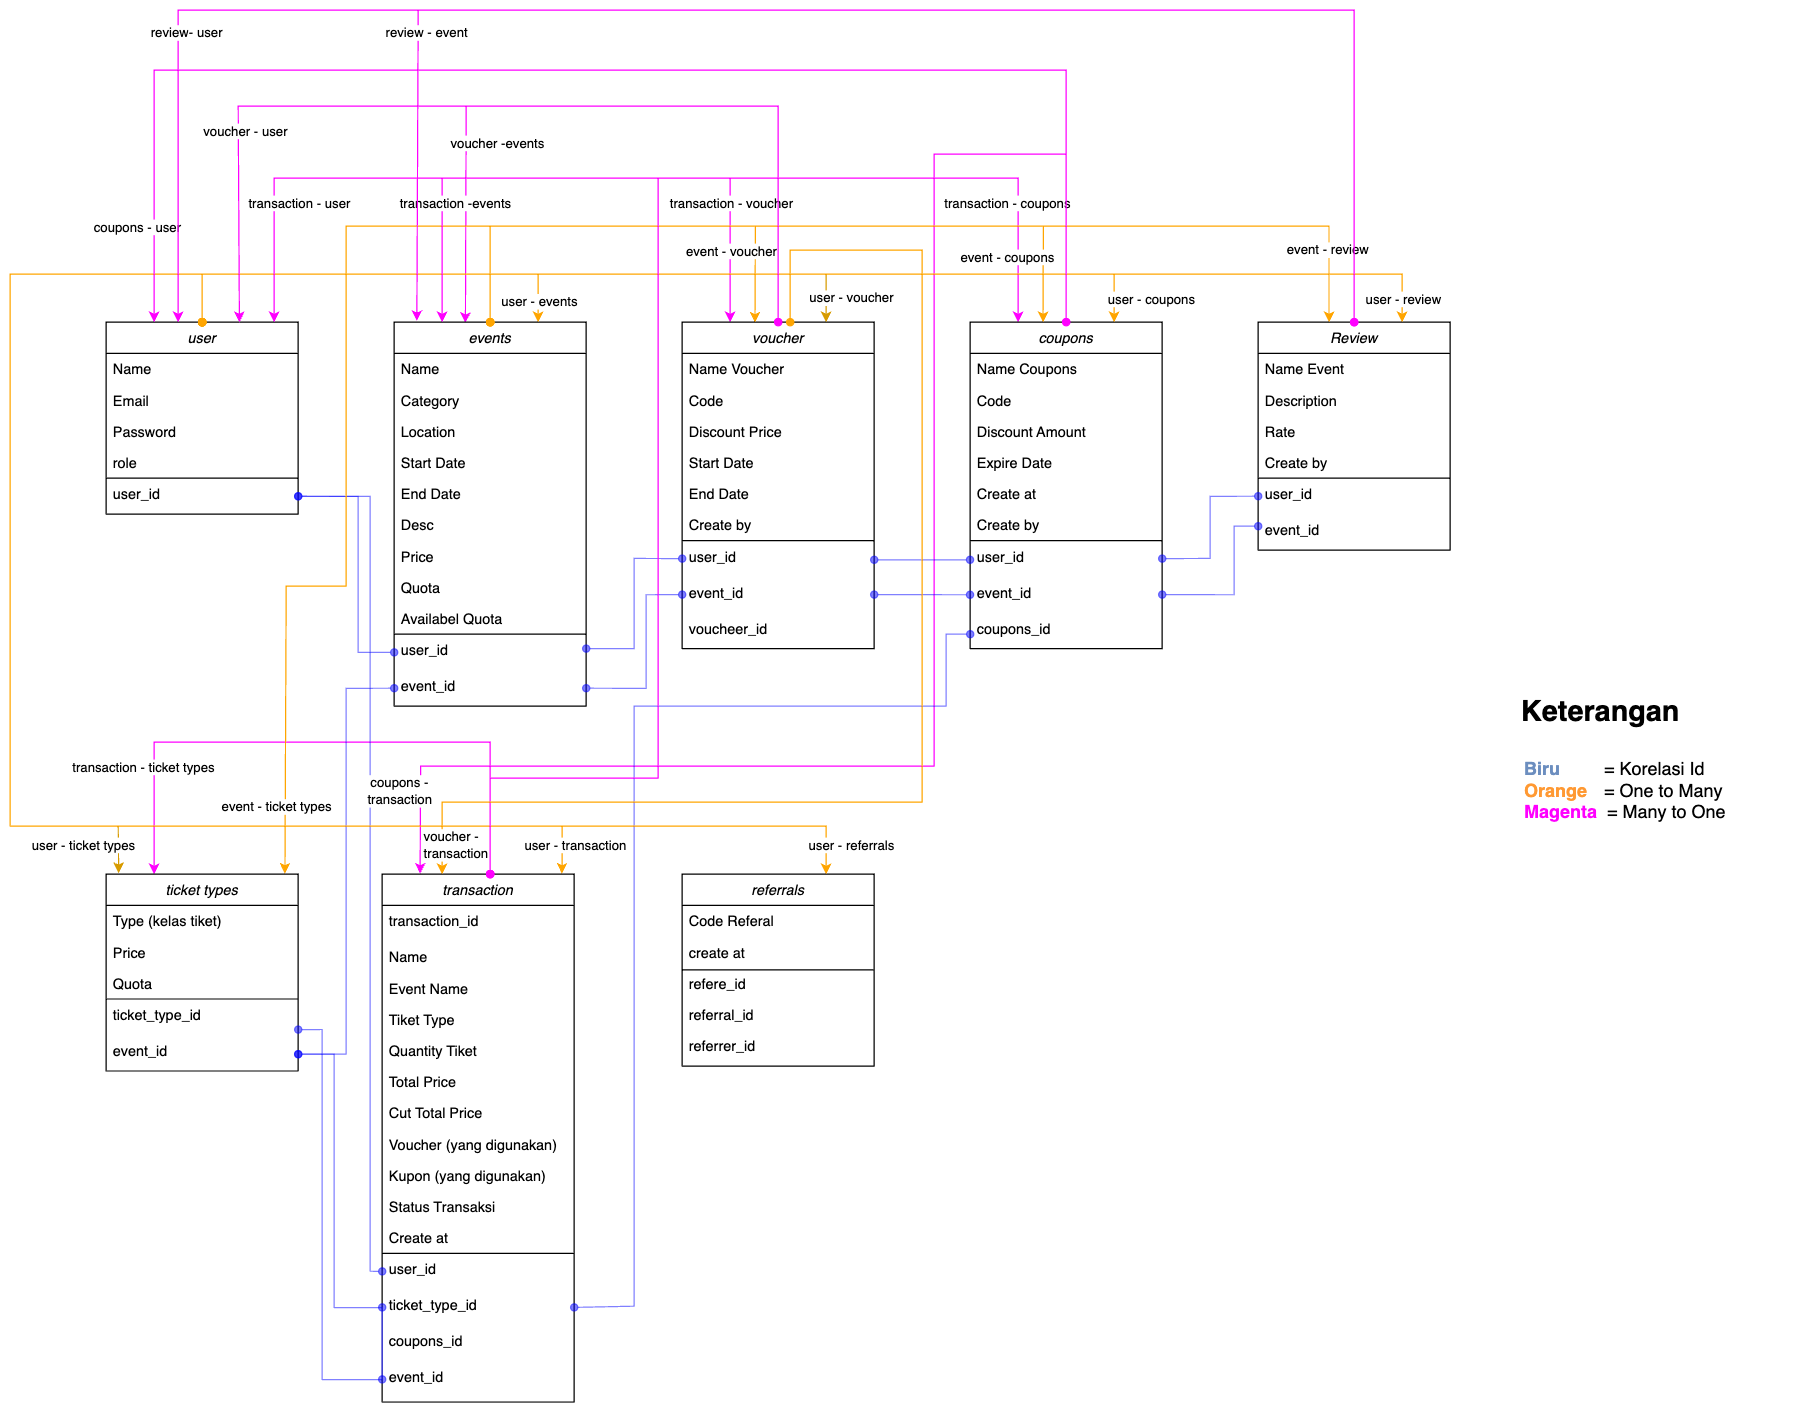 review- user
review - event
voucher - user
voucher -events
transaction - user
transaction -events
transaction - voucher
transaction - coupons
coupons - user
event - voucher
event - coupons
event - review
user - events
user - voucher
user - coupons
user - review
user
Name
Email
Password
role
user_id
events
Name
Category
Location
Start Date
End Date
Desc
Price
Quota
Availabel Quota
user_id
event_id
voucher
Name Voucher
Code
Discount Price
Start Date
End Date
Create by
user_id
event_id
voucheer_id
coupons
Name Coupons
Code
Discount Amount
Expire Date
Create at
Create by
user_id
event_id
coupons_id
Review
Name Event
Description
Rate
Create by
user_id
event_id
Keterangan
Biru = Korelasi Id
Orange = One to Many
Magenta = Many to One
transaction - ticket types
event - ticket types
coupons -
transaction
voucher -
transaction
user - ticket types
user - transaction
user - referrals
ticket types
Type (kelas tiket)
Price
Quota
ticket_type_id
event_id
transaction
transaction_id
Name
Event Name
Tiket Type
Quantity Tiket
Total Price
Cut Total Price
Voucher (yang digunakan)
Kupon (yang digunakan)
Status Transaksi
Create at
user_id
ticket_type_id
coupons_id
event_id
referrals
Code Referal
create at
refere_id
referral_id
referrer_id